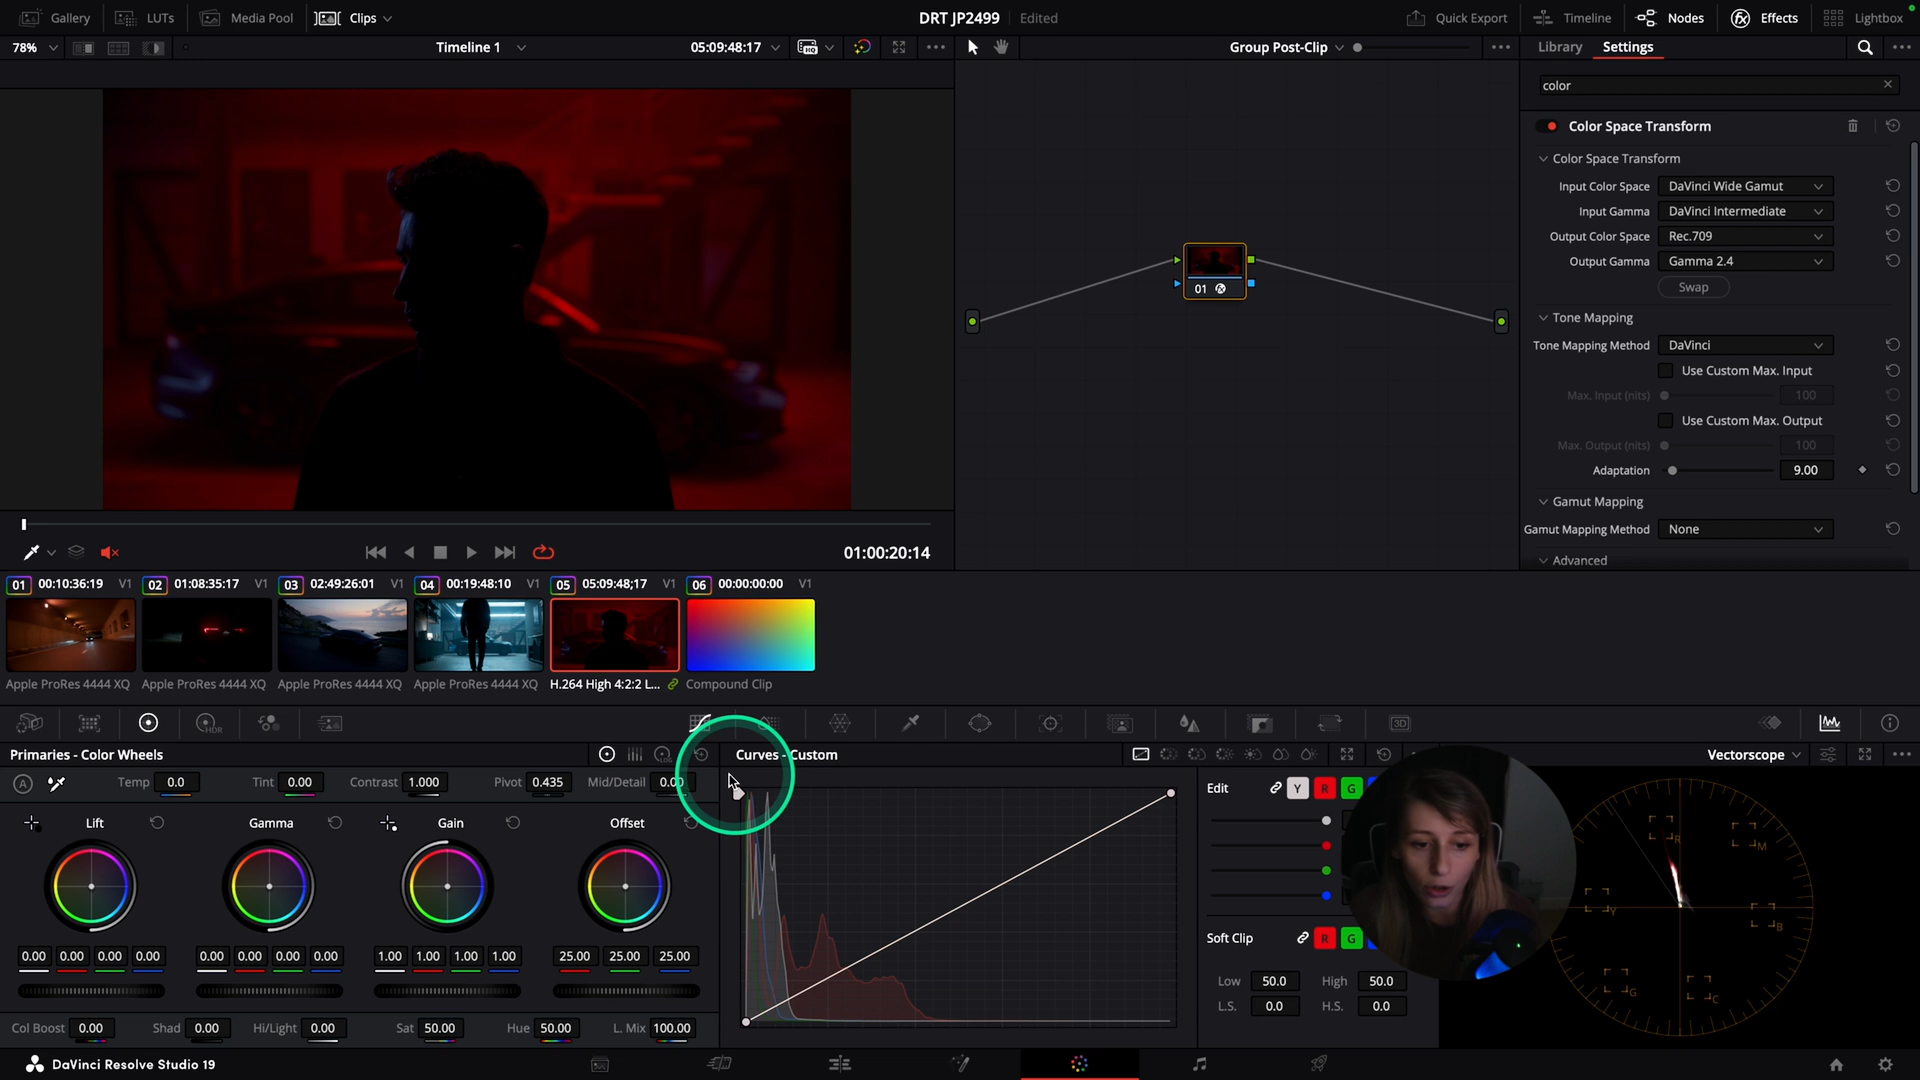 Gallery LUTs Media Pool Clips DRT JP2499 Edited Quick Export Timeline Nodes Effects Lightbox
78% Timeline 1 05:09:48:17 HQ Group Post-Clip Library Settings
color
Color Space Transform
Color Space Transform
Input Color Space DaVinci Wide Gamut
Input Gamma DaVinci Intermediate
Output Color Space Rec.709
Output Gamma Gamma 2.4
Swap
Tone Mapping
Tone Mapping Method DaVinci
Use Custom Max. Input
Max. Input (nits) 100
Use Custom Max. Output
Max. Output (nits) 100
Adaptation 9.00
Gamut Mapping
Gamut Mapping Method None
Advanced
01
01:00:20:14
01 00:10:36:19 V1 02 01:08:35:17 V1 03 02:49:26:01 V1 04 00:19:48:10 V1 05 05:09:48;17 V1 06 00:00:00:00 V1
Apple ProRes 4444 XQ Apple ProRes 4444 XQ Apple ProRes 4444 XQ Apple ProRes 4444 XQ H.264 High 4:2:2 L... Compound Clip
HDR 3D
Primaries - Color Wheels LOG Curves - Custom Vectorscope
A Temp 0.0 Tint 0.00 Contrast 1.000 Pivot 0.435 Mid/Detail 0.00
Edit Y R G
Lift Gamma Gain Offset
R M
Y B
0.00 0.00 0.00 0.00 0.00 0.00 0.00 0.00 1.00 1.00 1.00 1.00 25.00 25.00 25.00
Soft Clip R G
Low 50.0 High 50.0
L.S. 0.0 H.S. 0.0
G C
Col Boost 0.00 Shad 0.00 Hi/Light 0.00 Sat 50.00 Hue 50.00 L. Mix 100.00
DaVinci Resolve Studio 19